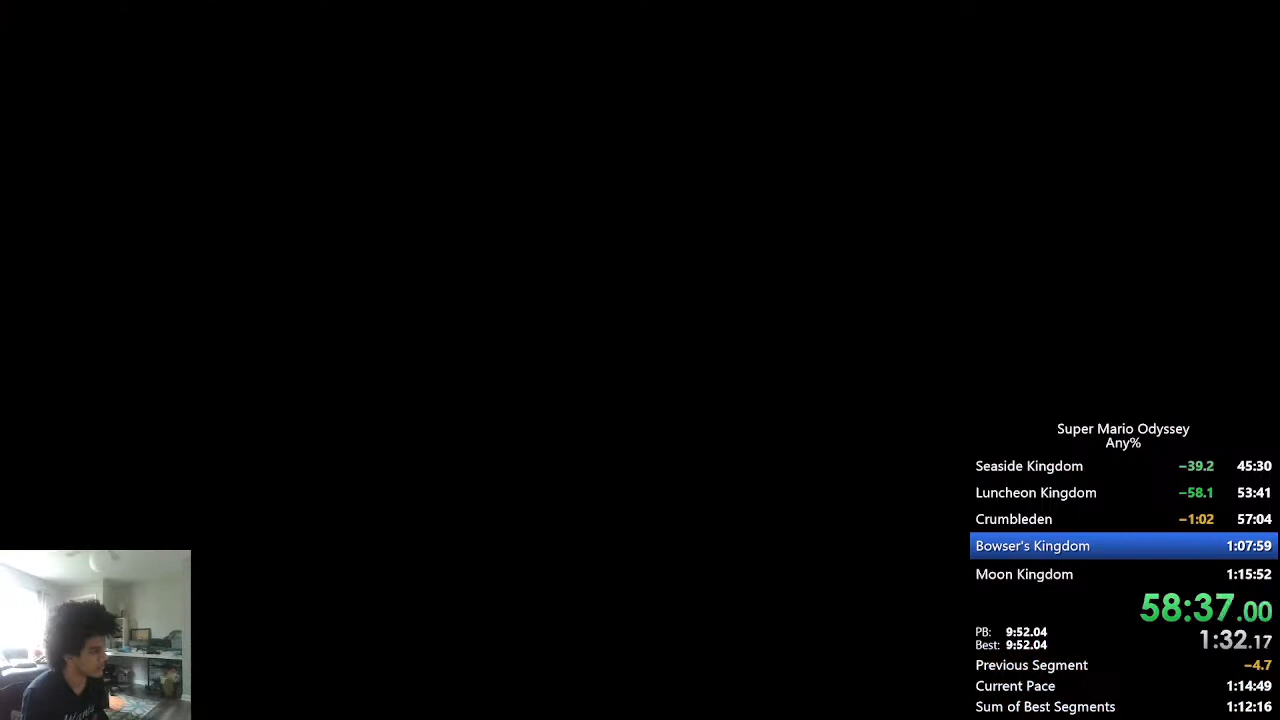 Super Mario Odyssey
Any%
Seaside Kingdom −39.2 45:30
Luncheon Kingdom −58.1 53:41
Crumbleden −1:02 57:04
Bowser's Kingdom 1:07:59
Moon Kingdom 1:15:52
58:37.00
PB: 9:52.04 1:32.17
Best: 9:52.04
Previous Segment −4.7
Current Pace 1:14:49
Sum of Best Segments 1:12:16